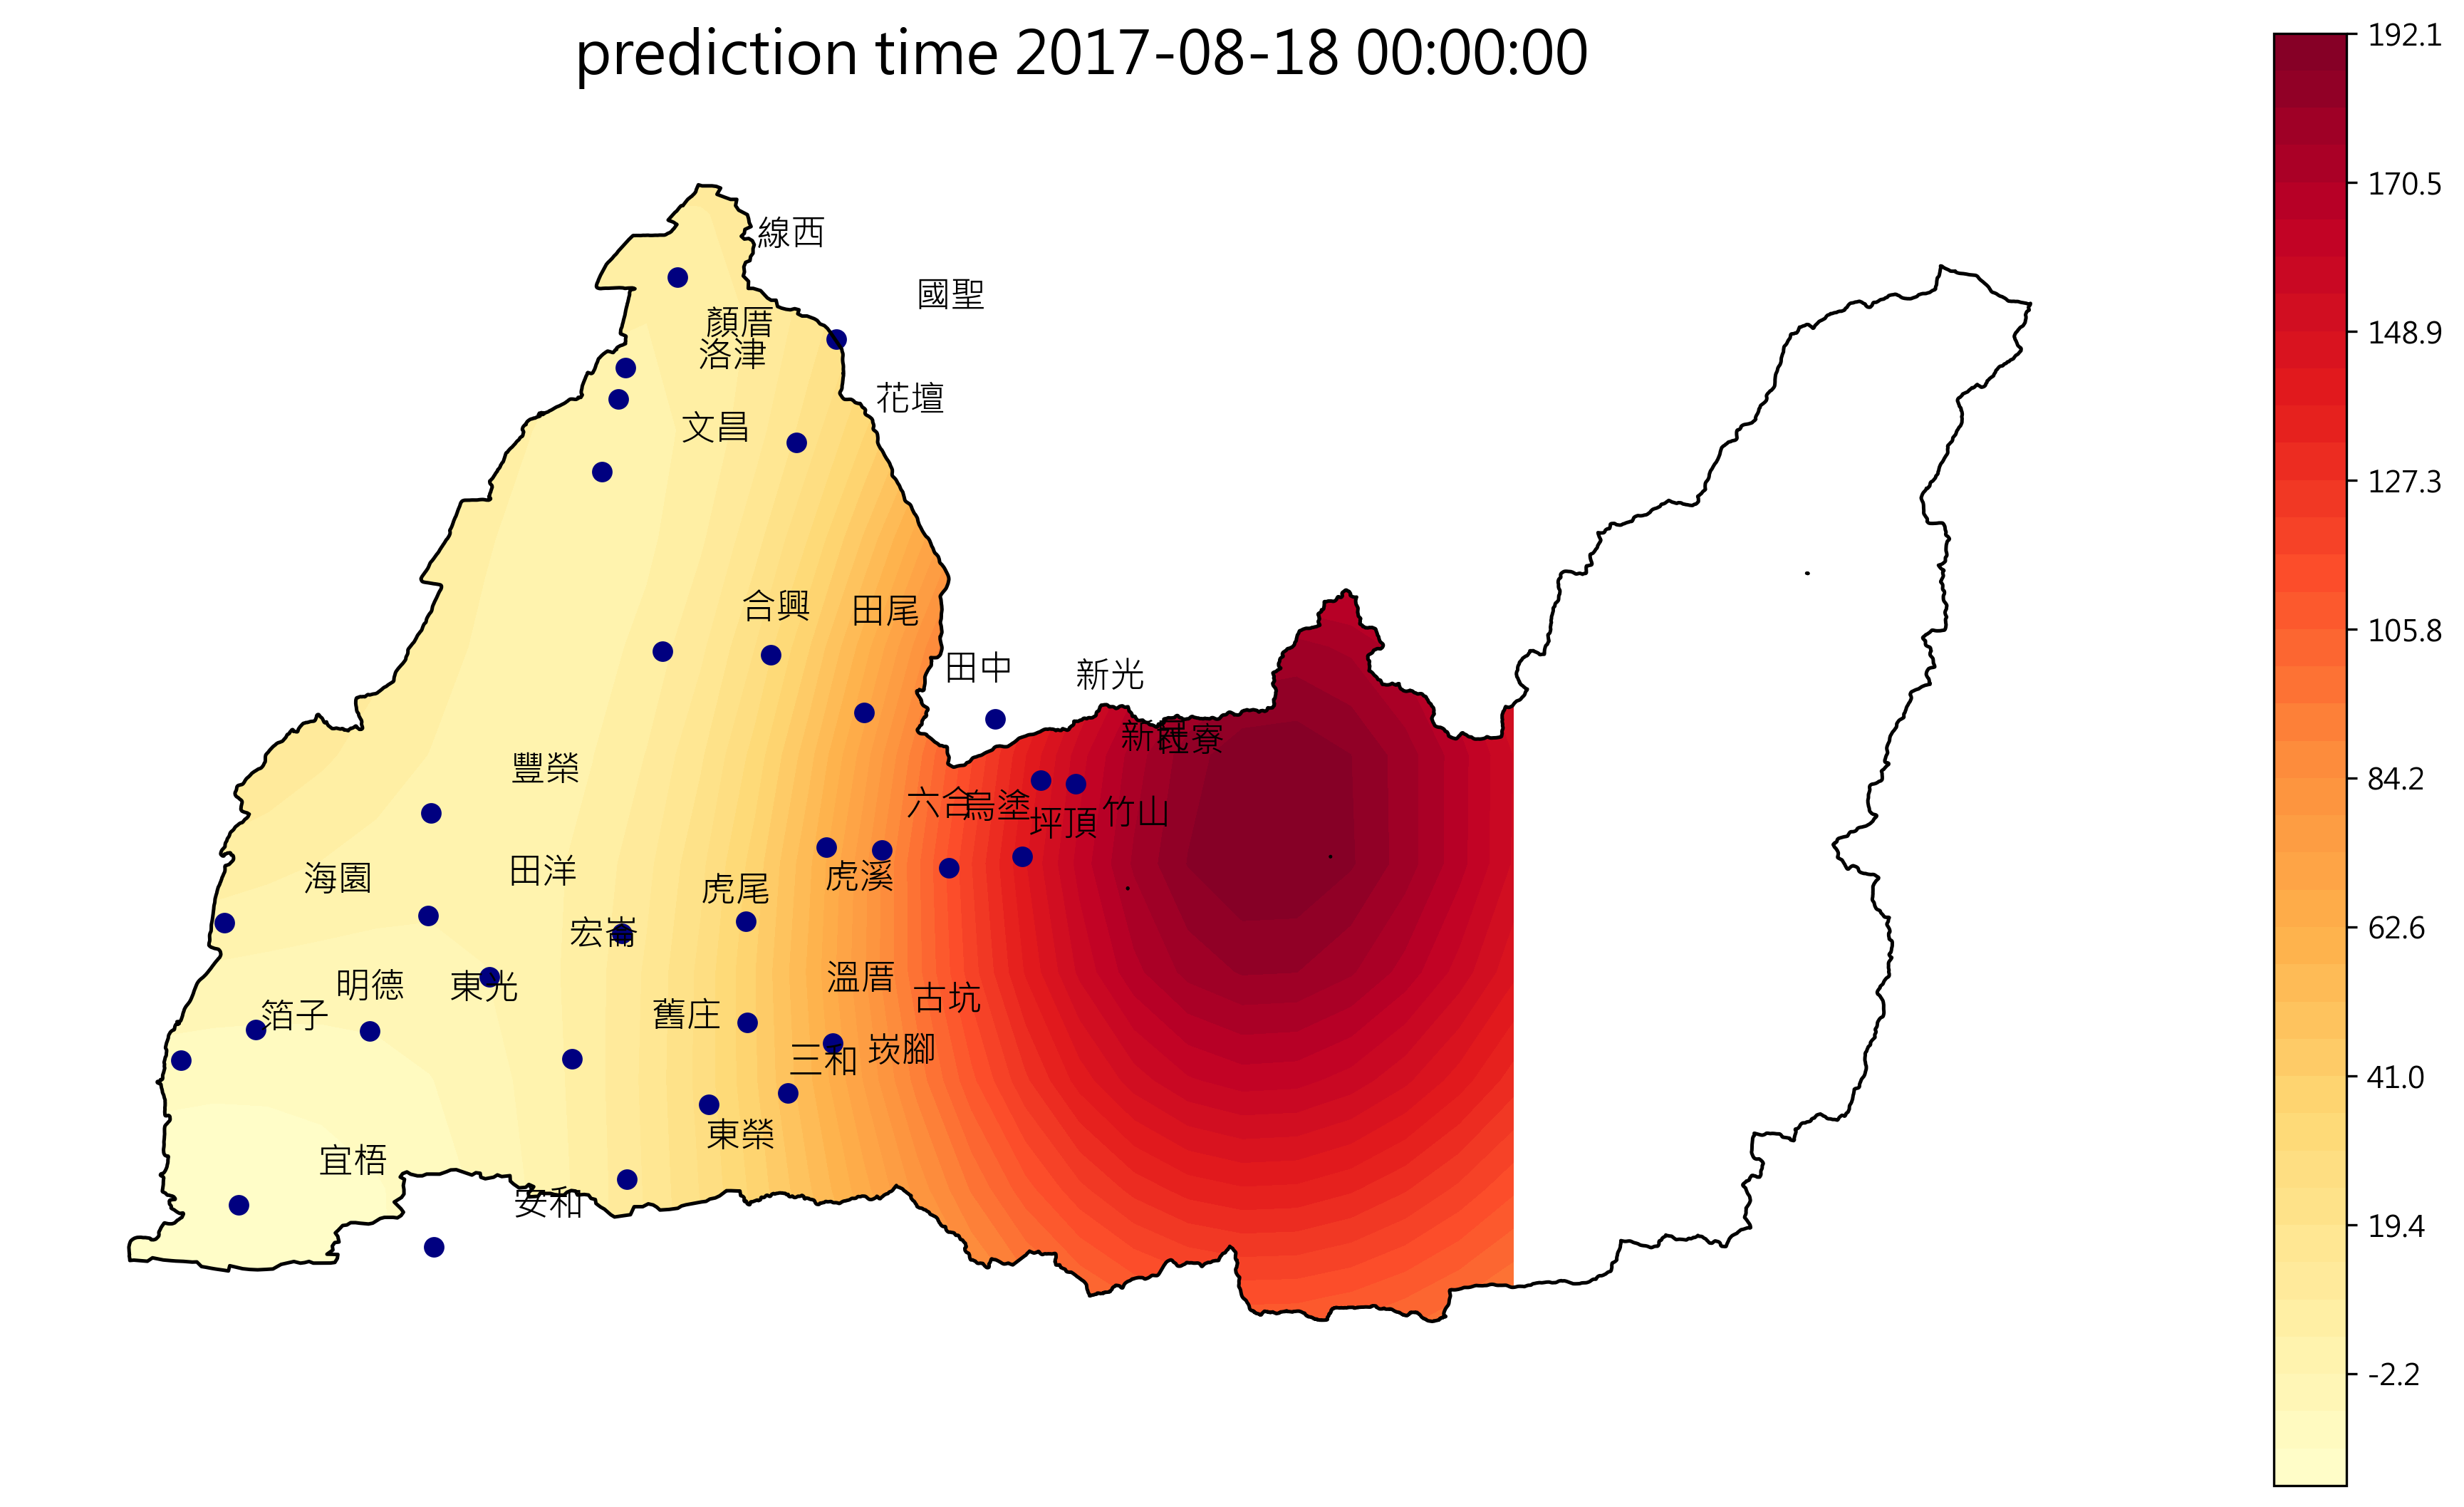 prediction time 2017-08-18 00:00:00
線西
國聖
顏厝
洛津
花壇
文昌
合興
田尾
田中
新光
新民
社寮
豐榮
六合
烏塗
坪頂
竹山
海園
田洋
虎尾
虎溪
宏崙
明德
東光
溫厝
古坑
箔子
舊庄
三和
崁腳
東榮
宜梧
安和
192.1
170.5
148.9
127.3
105.8
84.2
62.6
41.0
19.4
-2.2